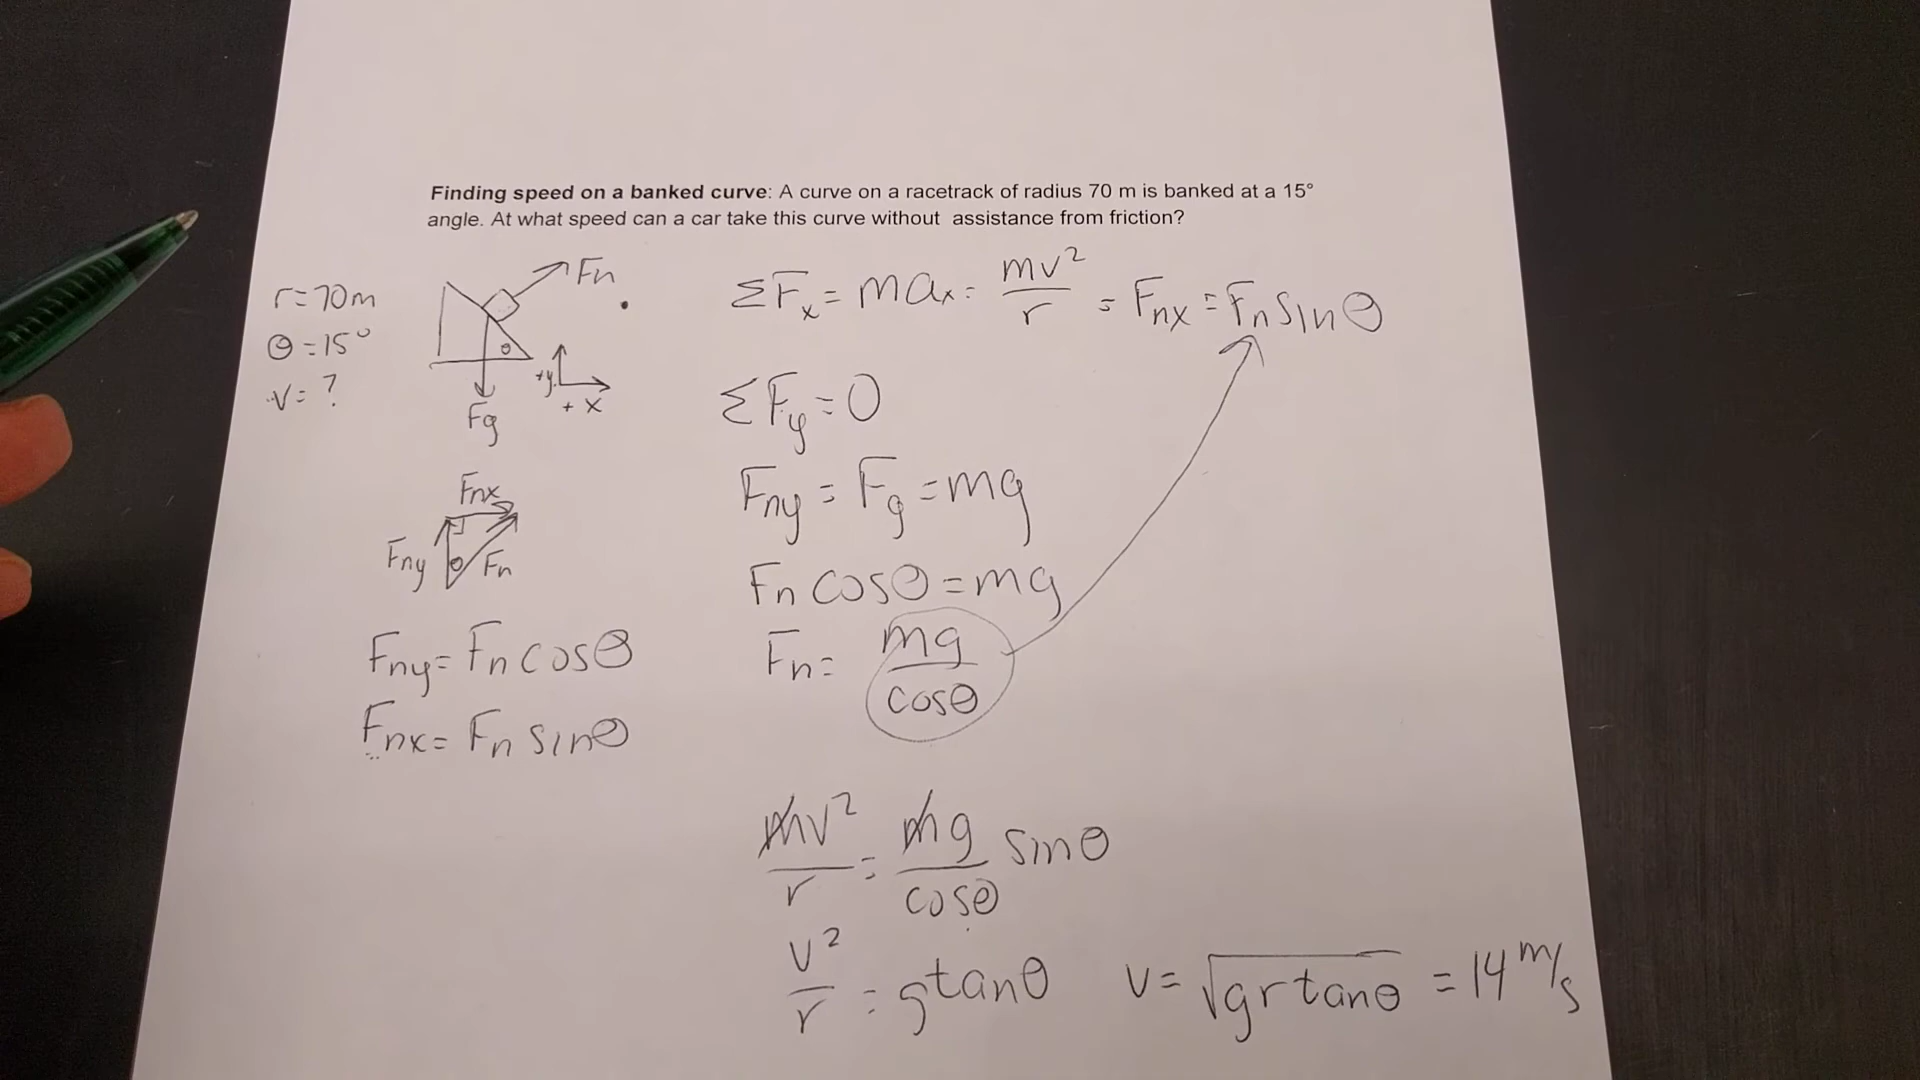 Finding speed on a banked curve: A curve on a racetrack of radius 70 m is banked at a 15°
angle. At what speed can a car take this curve without assistance from friction?
r=70m
θ=15°
v=?
Fn
θ
Fg
+y
+x
Fnx
Fny
θ
Fn
Fny=Fn cosθ
Fnx=Fn sinθ
ΣFx=max=mv²/r=Fnx=Fn sinθ
ΣFy=0
Fny=Fg=mg
Fn cosθ=mg
Fn=mg/cosθ
mv²/r=mg/cosθ sinθ
v²/r=g tanθ
v=√gr tanθ=14 m/s